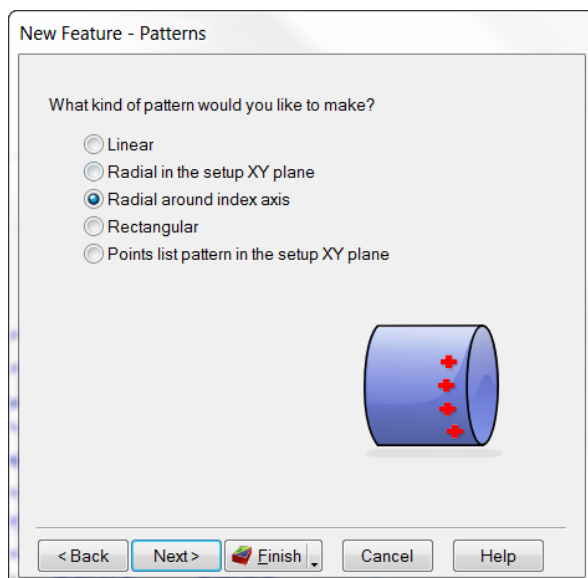 New Feature - Patterns
What kind of pattern would you like to make?
Linear
Radial in the setup XY plane
Radial around index axis
Rectangular
Points list pattern in the setup XY plane
< Back Next > Finish Cancel Help